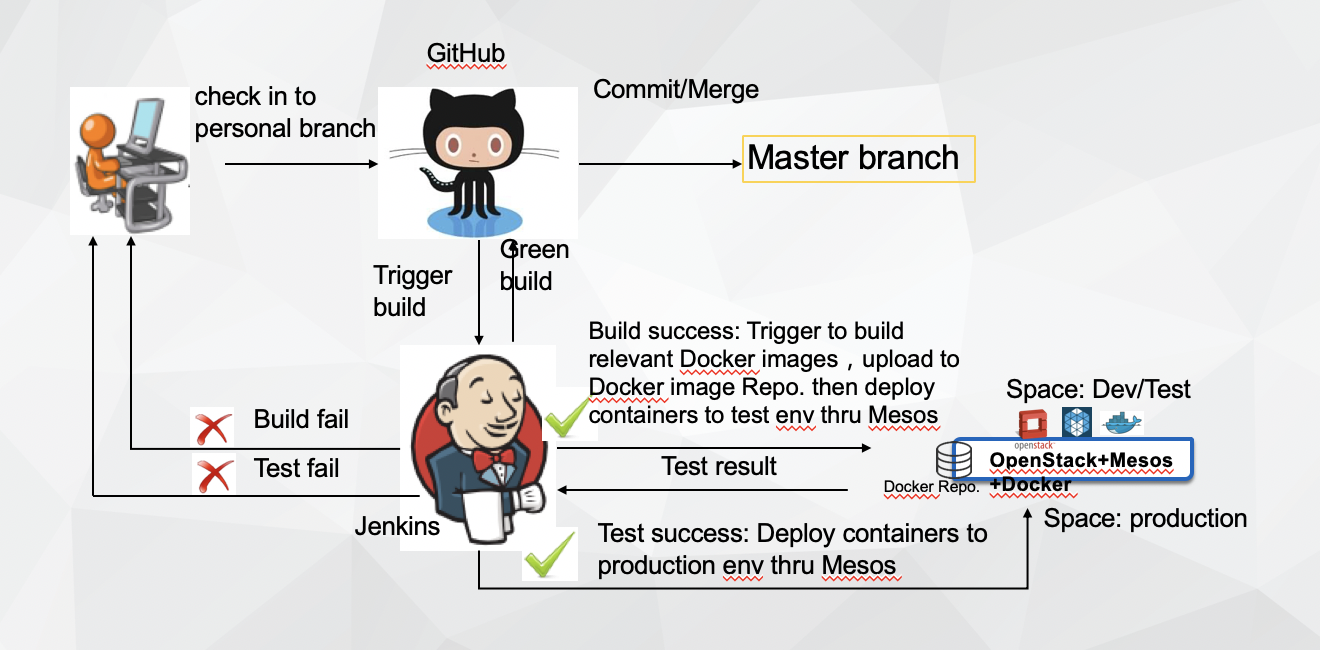 GitHub
check in to
personal branch
Commit/Merge
Master branch
Trigger
build
Green
build
Build success: Trigger to build
relevant Docker images , upload to
Docker image Repo. then deploy
containers to test env thru Mesos
Space: Dev/Test
openstack
OpenStack+Mesos
+Docker
Docker Repo.
Build fail
Test fail
Test result
Jenkins
Space: production
Test success: Deploy containers to
production env thru Mesos